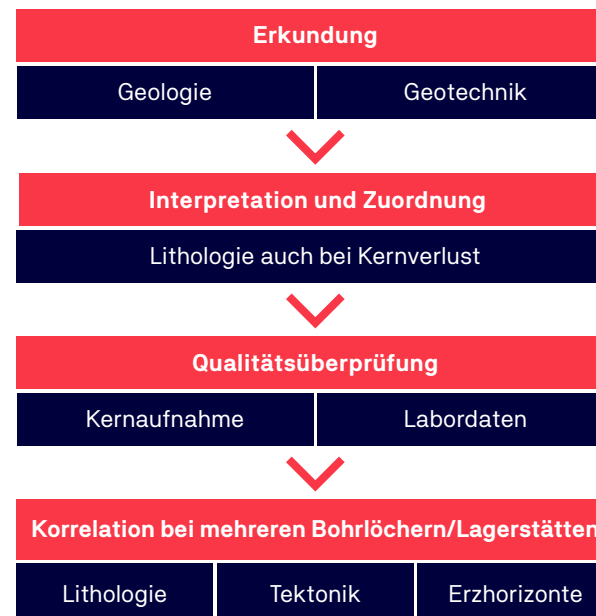 Erkundung
Geologie Geotechnik
Interpretation und Zuordnung
Lithologie auch bei Kernverlust
Qualitätsüberprüfung
Kernaufnahme Labordaten
Korrelation bei mehreren Bohrlöchern/Lagerstätten
Lithologie Tektonik Erzhorizonte